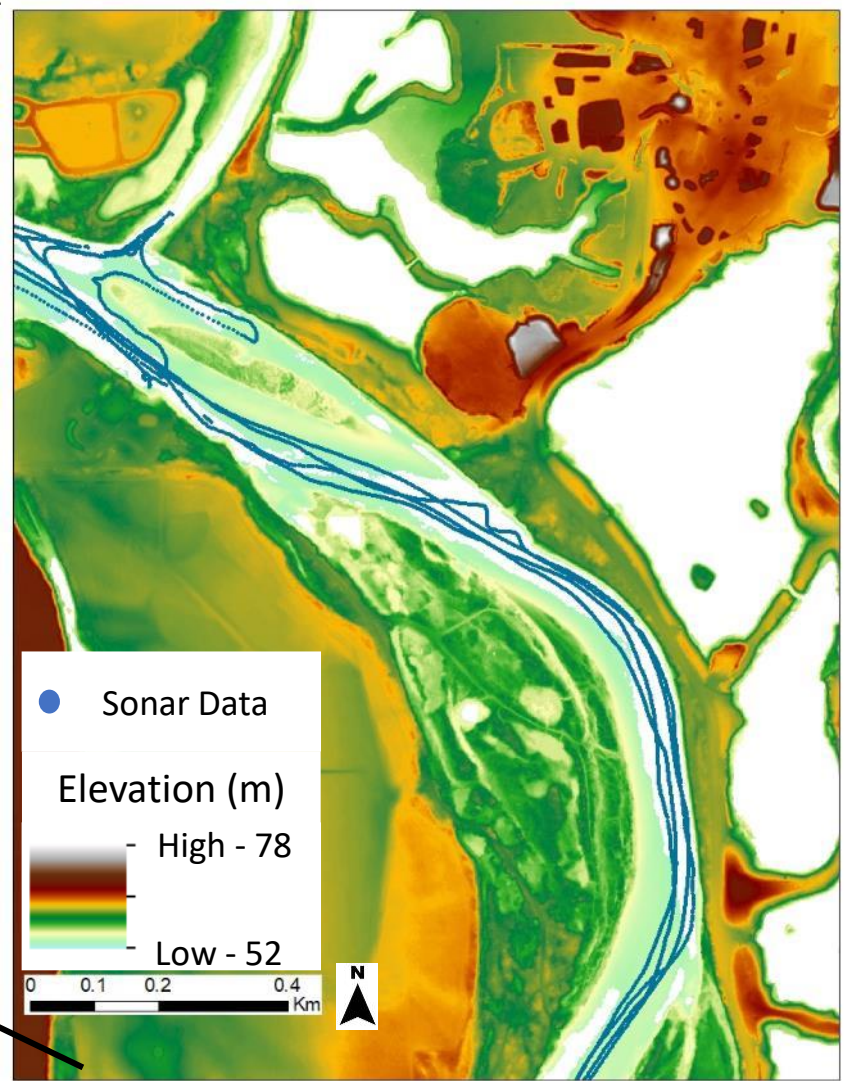 Sonar Data
Elevation (m)
High - 78
Low - 52
0 0.1 0.2 0.4
Km
N